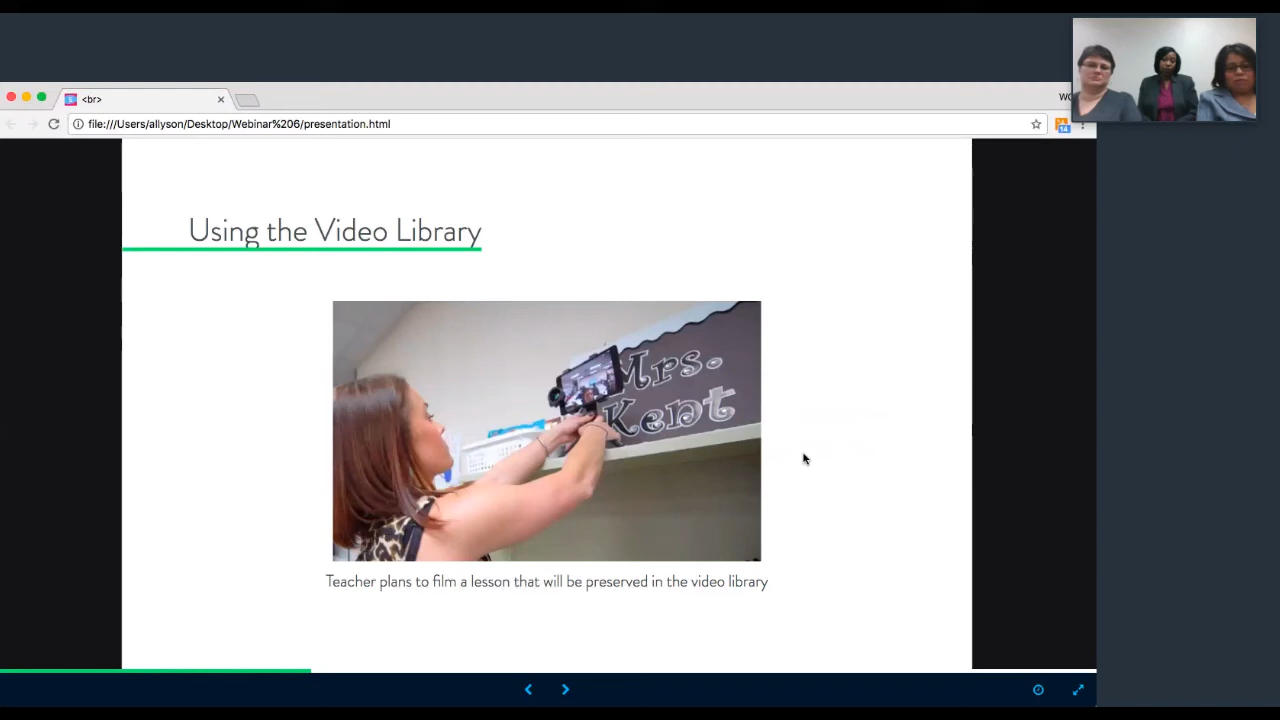 <br>
file:///Users/allyson/Desktop/Webinar%206/presentation.html
14
Using the Video Library
Mrs.
Kent
Teacher plans to film a lesson that will be preserved in the video library